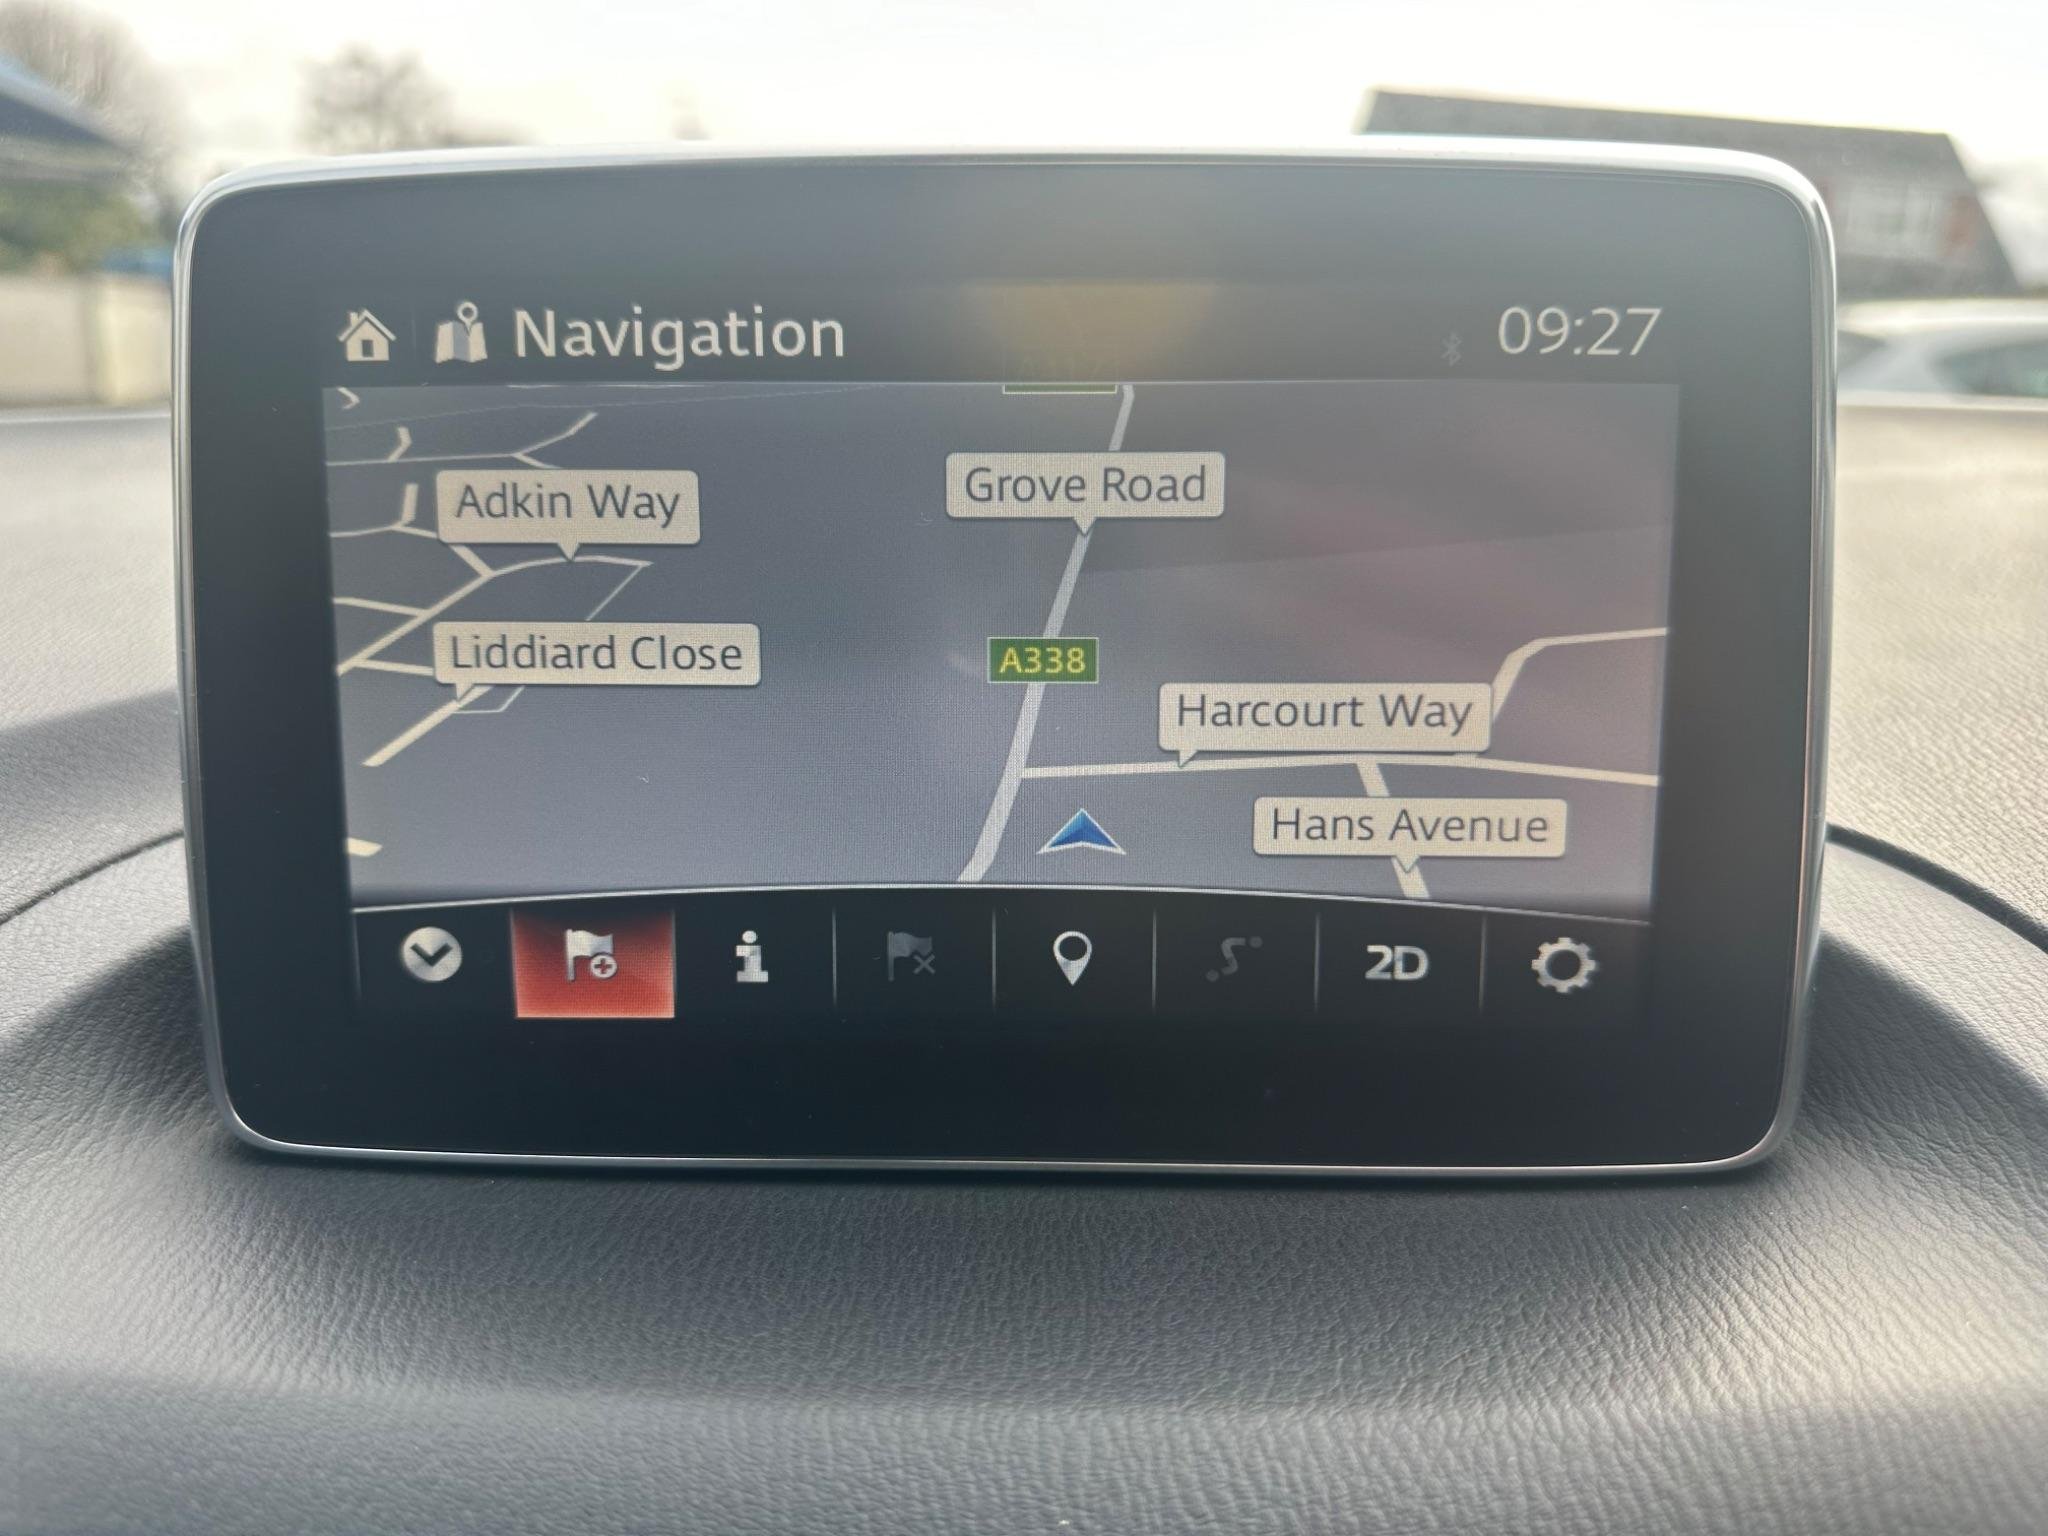 Navigation
09:27
Adkin Way
Grove Road
Liddiard Close
A338
Harcourt Way
Hans Avenue
2D